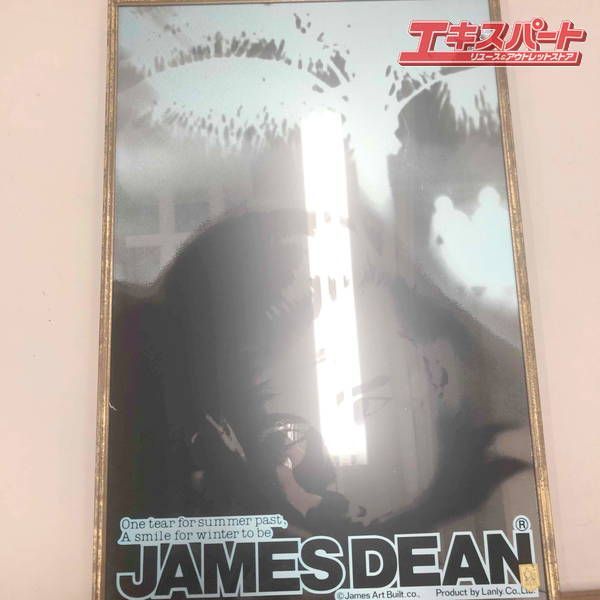 エキスパート
リユース&アウトレットストア
One tear for summer past,
A smile for winter to be
JAMES DEAN®
©James Art Built. co., Product by Lanly. Co., Ltd.